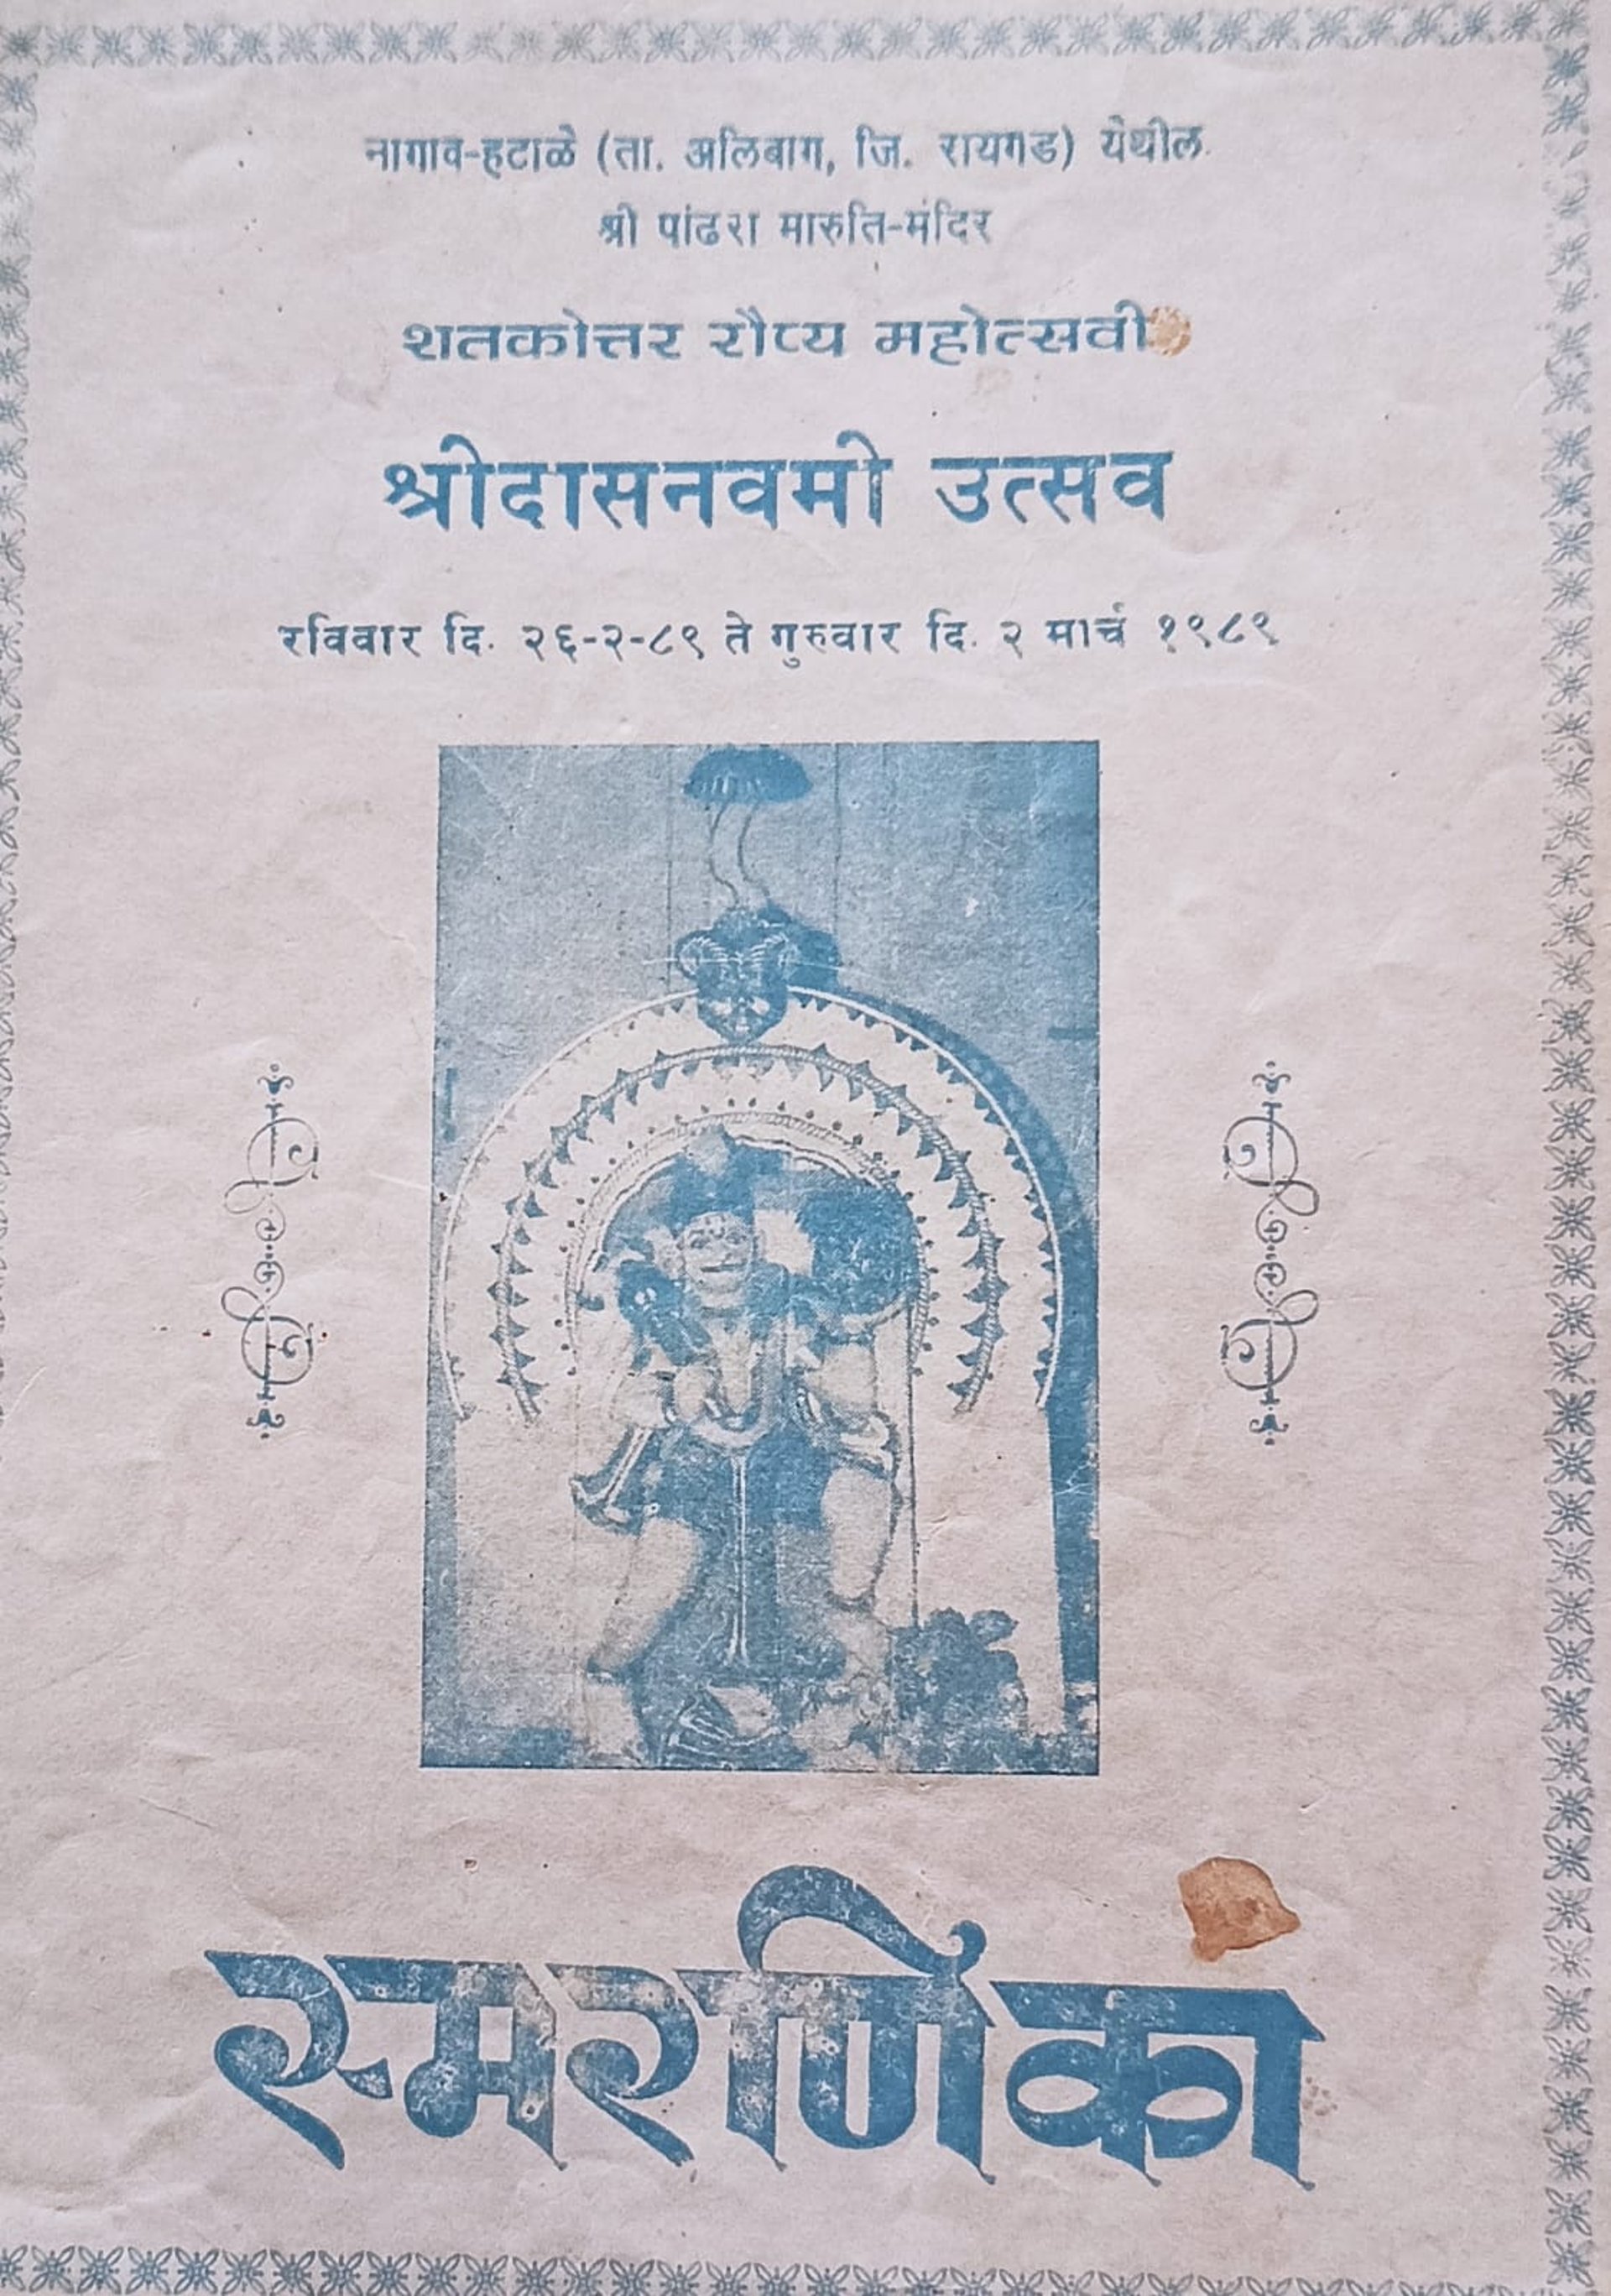 नागाव-हटाळे (ता. अलिबाग, जि. रायगड) येथील
श्री पांढरा मारुति-मंदिर
शतकोत्तर रौप्य महोत्सवी
श्रीदासनवमी उत्सव
रविवार दि. २६-२-८९ ते गुरुवार दि. २ मार्च १९८९
स्मरणिका